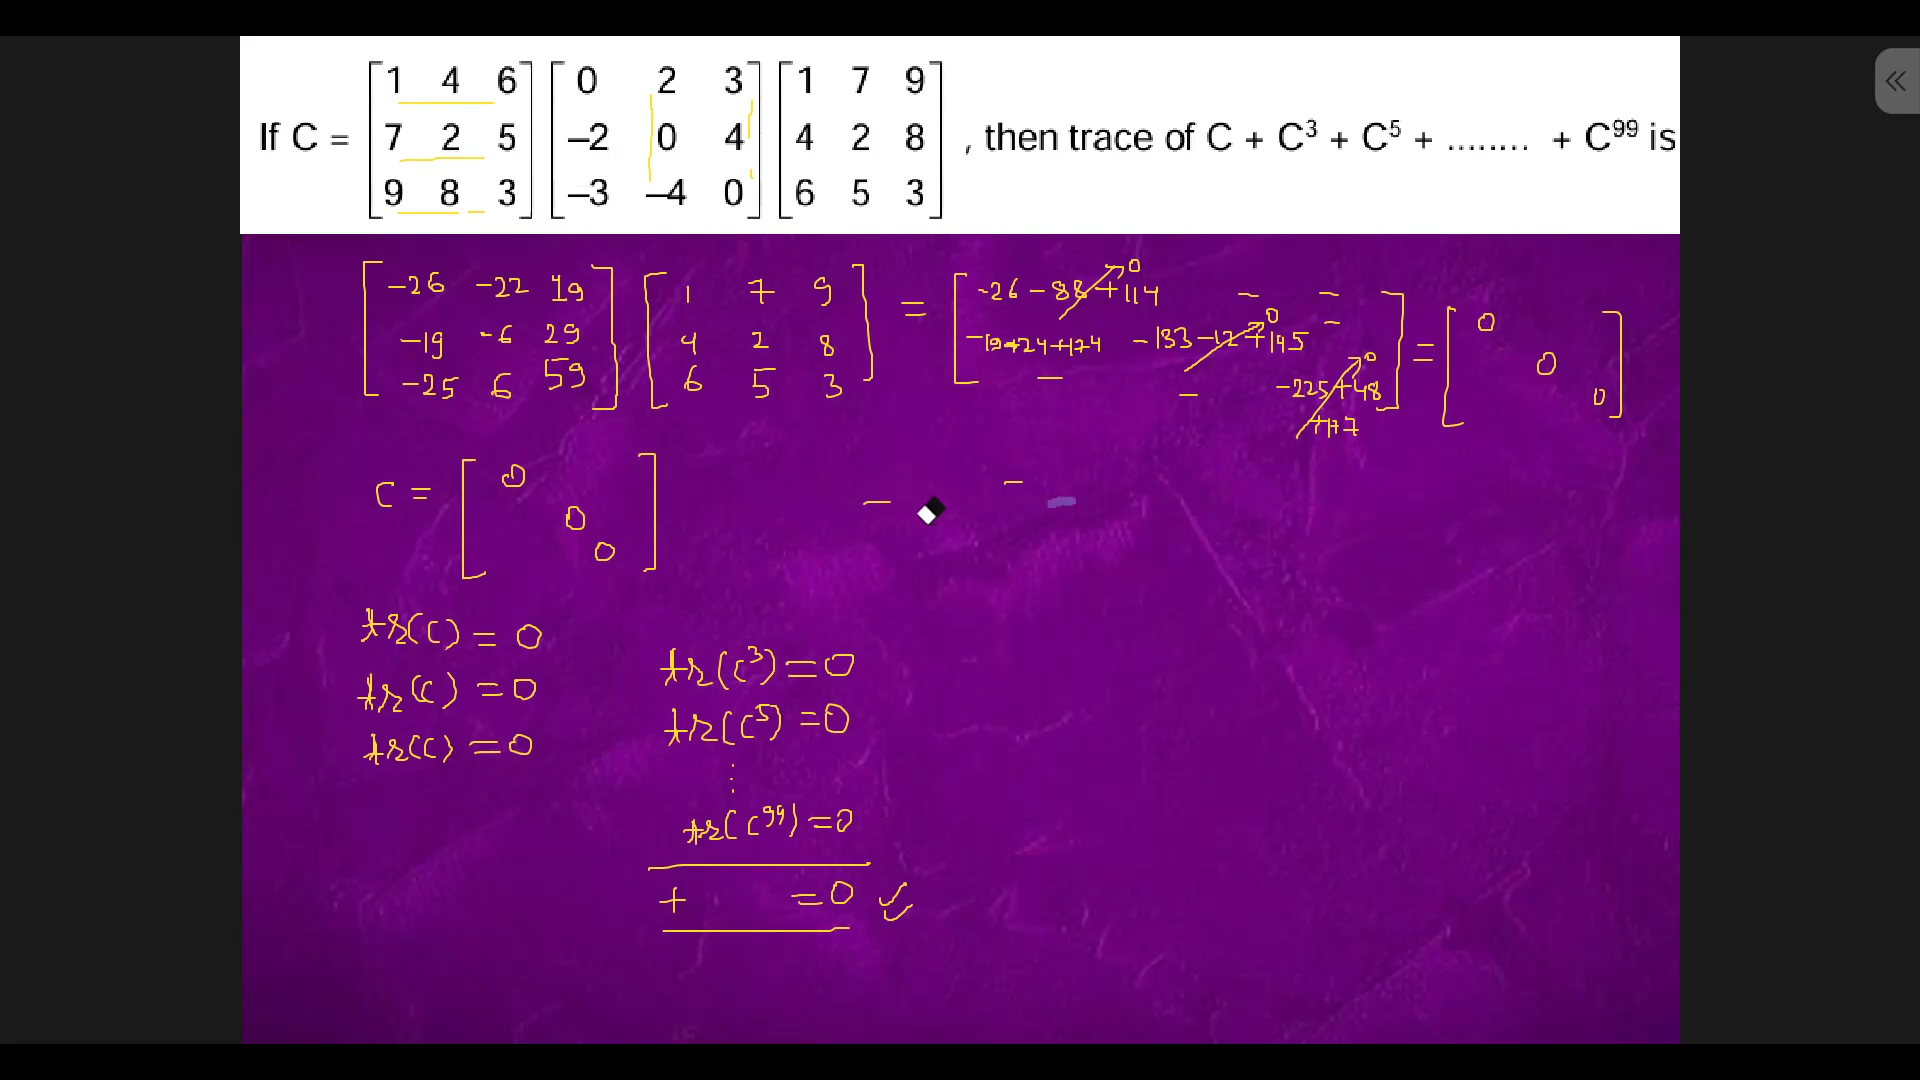 If C = [1 4 6; 7 2 5; 9 8 3] [0 2 3; –2 0 4; –3 –4 0] [1 7 9; 4 2 8; 6 5 3] , then trace of C + C³ + C⁵ + ........ + C⁹⁹ is
[-26 -22 19; -19 -6 29; -25 6 59] [1 7 9; 4 2 8; 6 5 3] = [-26-88+114 → 0 - -; -19+24+174 -133-12+145 → 0 =; - - -225+48+177 → 0] = [0; 0; 0]
C = [0; 0; 0] - -
tr(C) = 0
tr(C³) = 0
tr(C) = 0
tr(C⁵) = 0
tr(C) = 0
⋮
tr(C⁹⁹) = 0
+ = 0 ✓